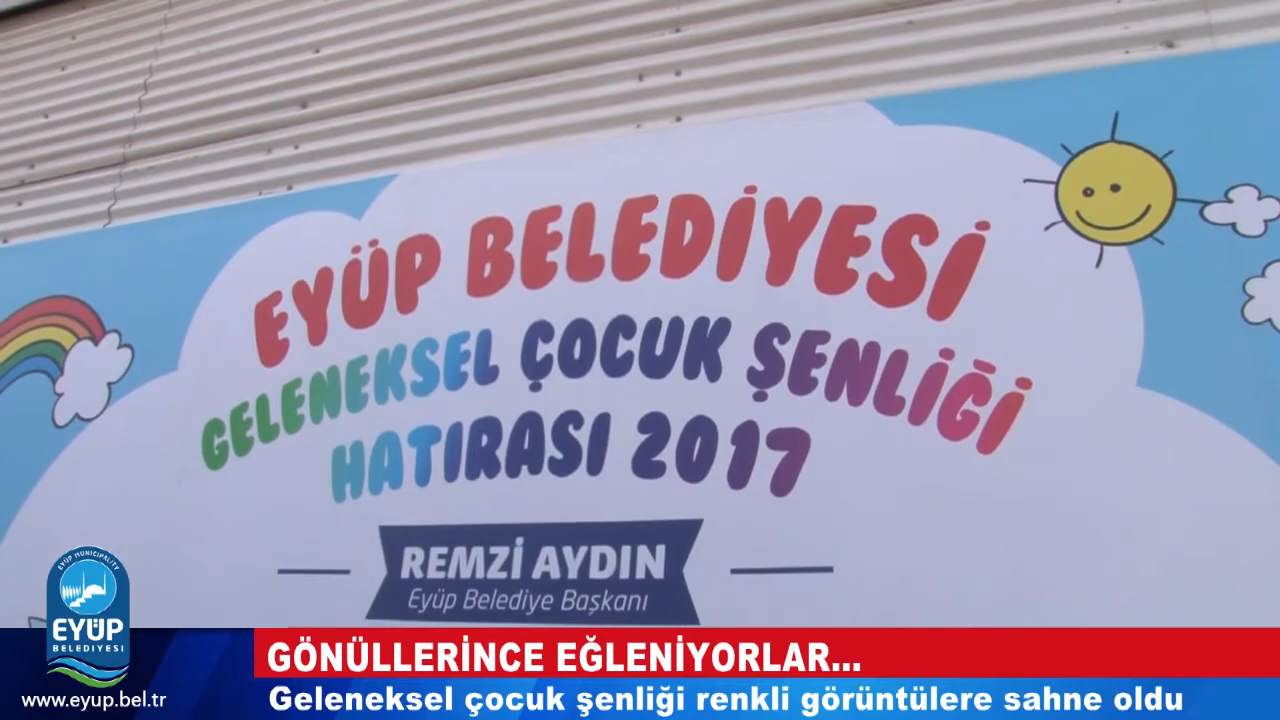 EYÜP BELEDİYESİ
GELENEKSEL ÇOCUK ŞENLİĞİ
HATIRASI 2017
REMZİ AYDIN
Eyüp Belediye Başkanı
EYÜP MUNICIPALITY
EYÜP
BELEDİYESİ
www.eyup.bel.tr
GÖNÜLLERİNCE EĞLENİYORLAR...
Geleneksel çocuk şenliği renkli görüntülere sahne oldu